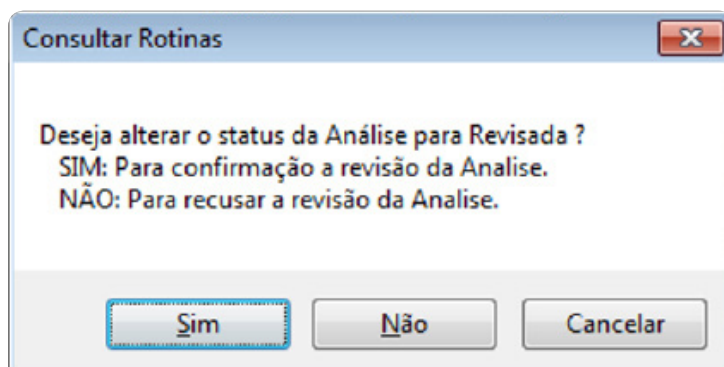 Consultar Rotinas
Deseja alterar o status da Análise para Revisada ?
SIM: Para confirmação a revisão da Analise.
NÃO: Para recusar a revisão da Analise.
Sim Não Cancelar